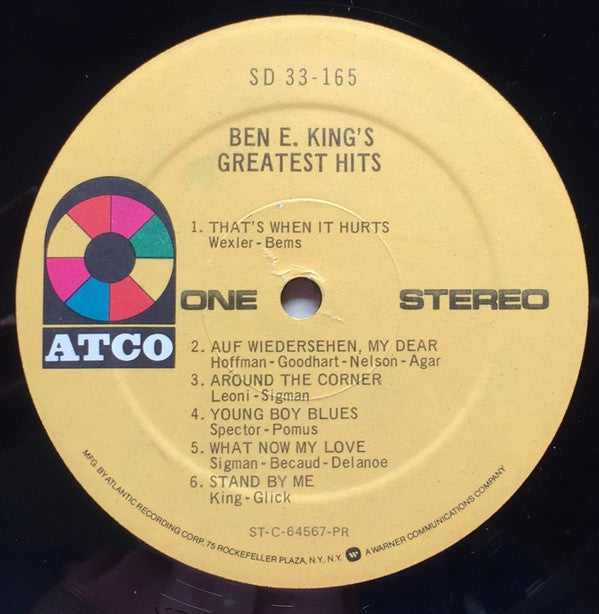 SD 33-165
BEN E. KING'S
GREATEST HITS
1. THAT'S WHEN IT HURTS
Wexler-Bems
ATCO
ONE
STEREO
2. AUF WIEDERSEHEN, MY DEAR
Hoffman-Goodhart-Nelson-Agar
3. AROUND THE CORNER
Leoni-Sigman
4. YOUNG BOY BLUES
Spector-Pomus
5. WHAT NOW MY LOVE
Sigman-Becaud-Delanoe
6. STAND BY ME
King-Glick
ST-C-64567-PR
MFG. BY ATLANTIC RECORDING CORP. 75 ROCKEFELLER PLAZA, N.Y., N.Y. A WARNER COMMUNICATIONS COMPANY